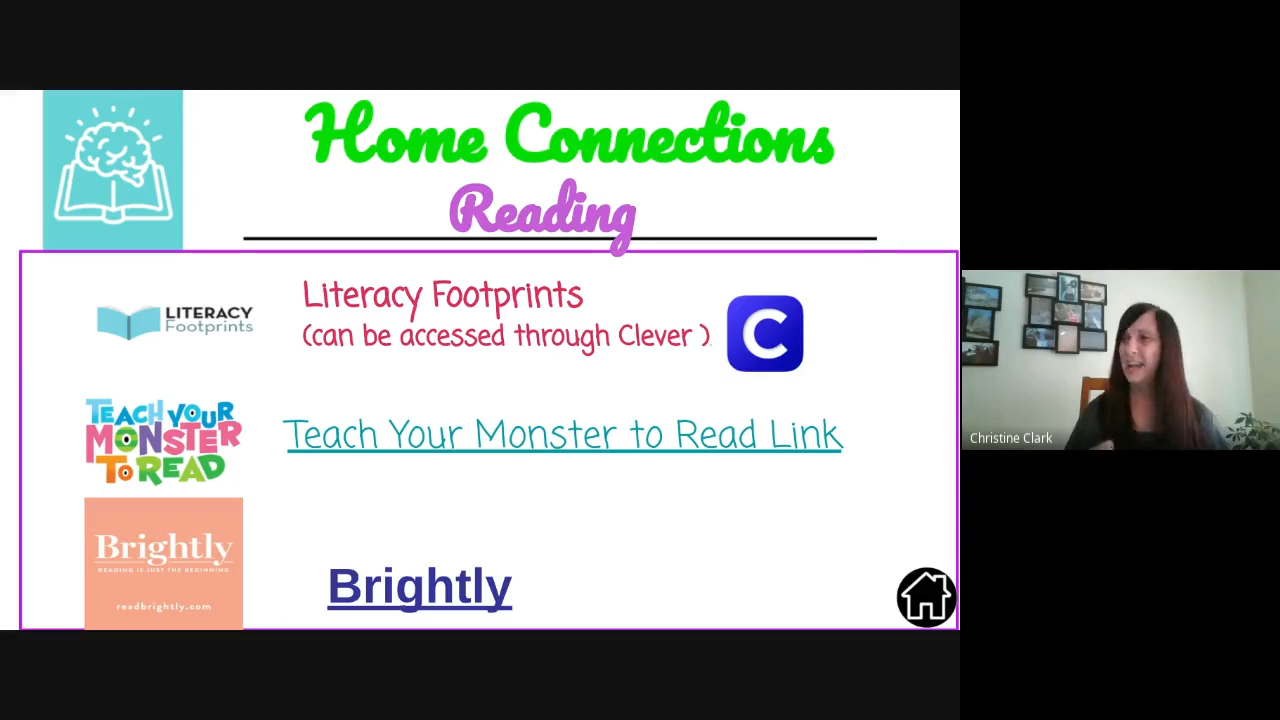 Home Connections
Reading
LITERACY
Footprints
Literacy Footprints
(can be accessed through Clever ).
C
TEACH YOUR
MONSTER
TO READ
Teach Your Monster to Read Link
Brightly
READING IS JUST THE BEGINNING
readbrightly.com
Brightly
Christine Clark